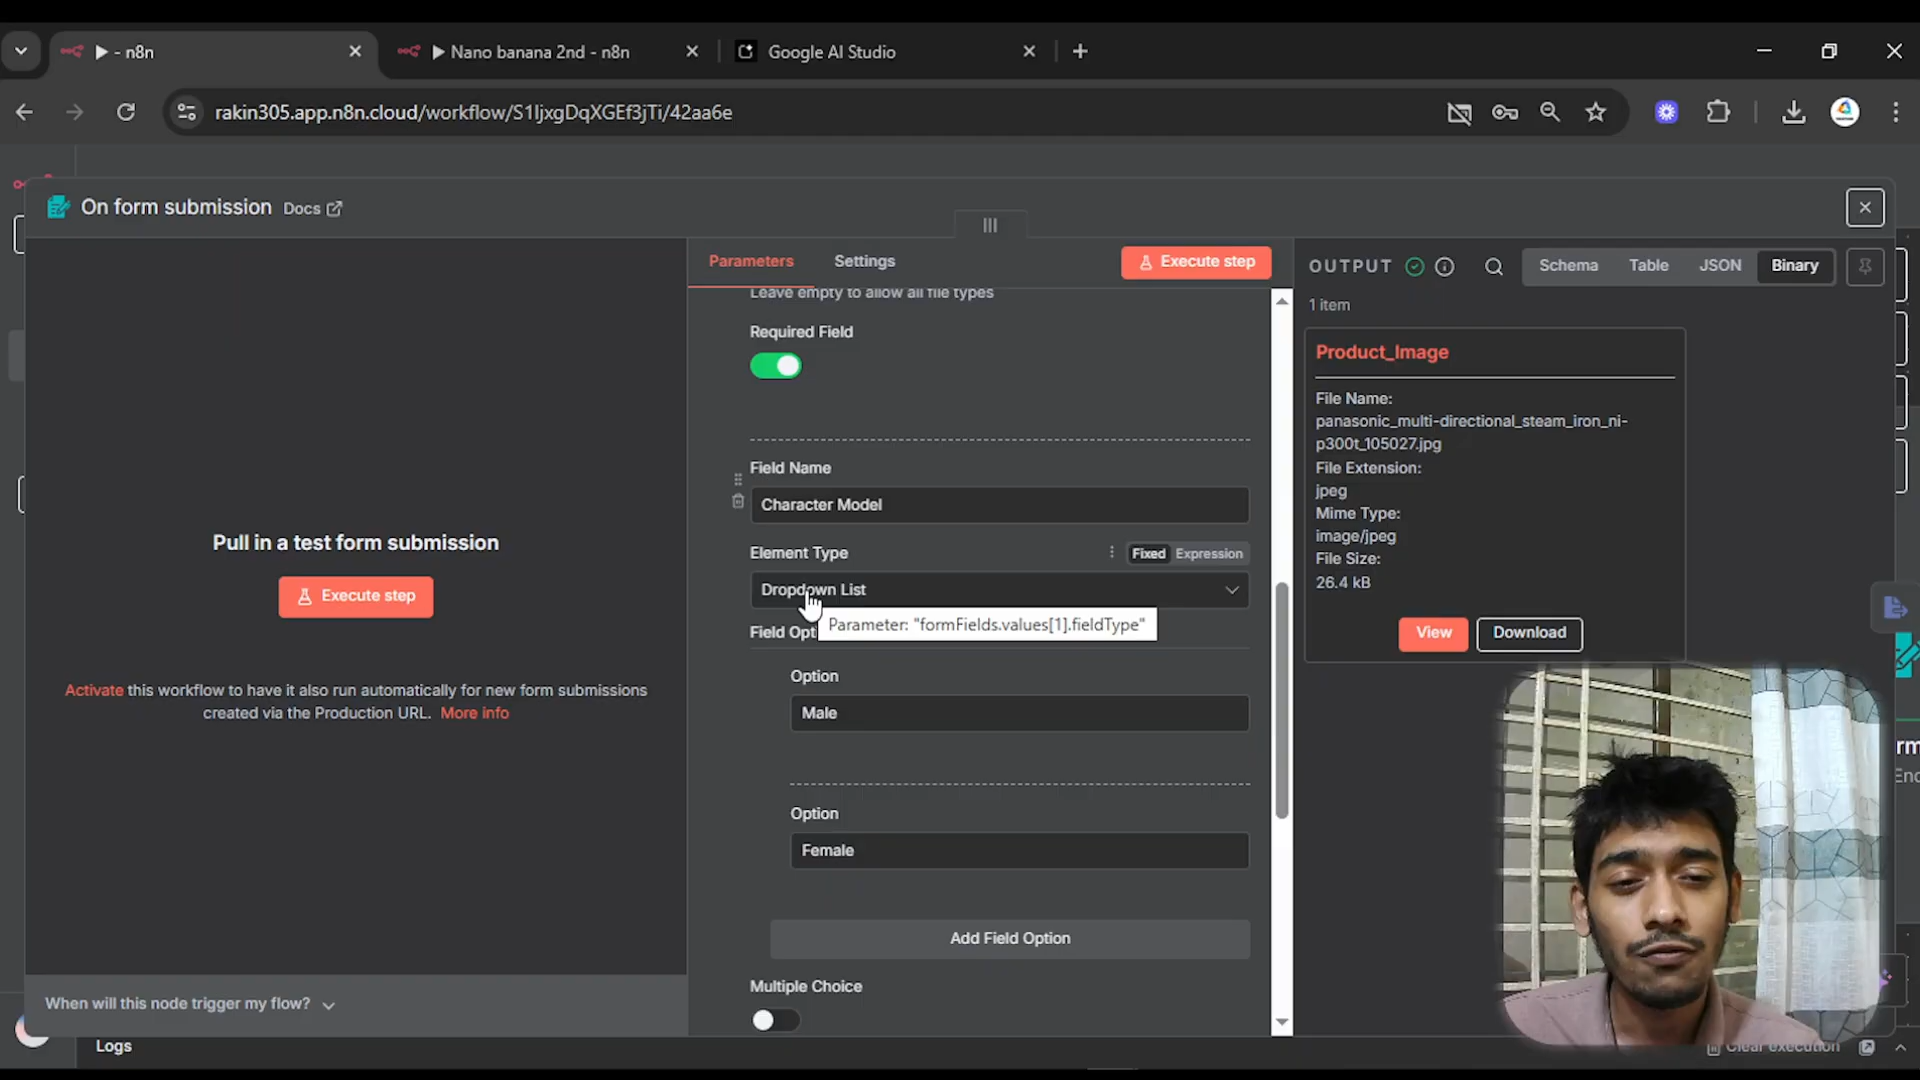 - n8n
Nano banana 2nd - n8n
Google AI Studio
rakin305.app.n8n.cloud/workflow/S1ljxgDqXGEf3jTi/42aa6e
On form submission Docs
Parameters Settings
Execute step
OUTPUT
Schema Table JSON Binary
Leave empty to allow all file types
1 item
Required Field
Product_Image
File Name:
panasonic_multi-directional_steam_iron_ni-
p300t_105027.jpg
File Extension:
jpeg
Mime Type:
image/jpeg
File Size:
26.4 kB
View Download
Field Name
Character Model
Element Type
Fixed Expression
Dropdown List
Parameter: "formFields.values[1].fieldType"
Field Opt
Option
Male
Option
Female
Add Field Option
Multiple Choice
Pull in a test form submission
Execute step
Activate this workflow to have it also run automatically for new form submissions
created via the Production URL. More info
When will this node trigger my flow?
Logs
Clear execution